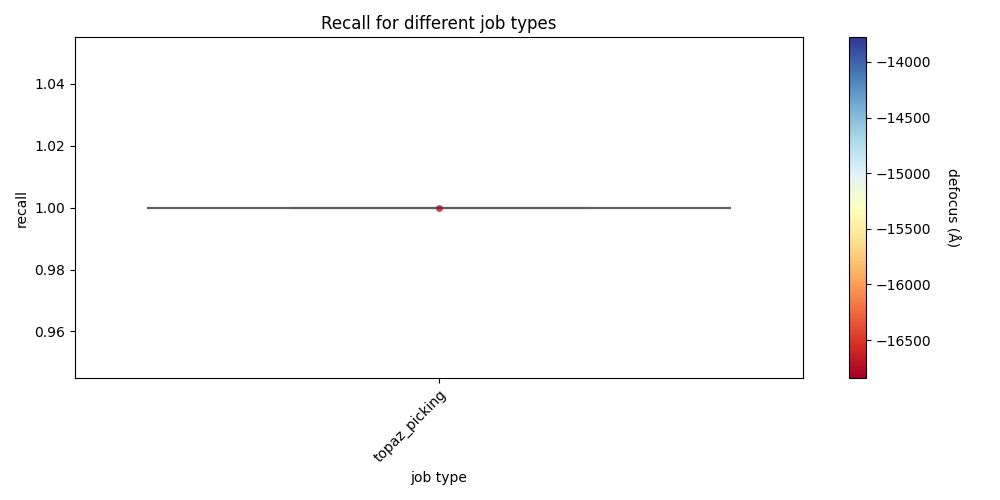 Recall for different job types
1.04
1.02
1.00
0.98
0.96
recall
topaz_picking
job type
−14000
−14500
−15000
−15500
−16000
−16500
defocus (Å)